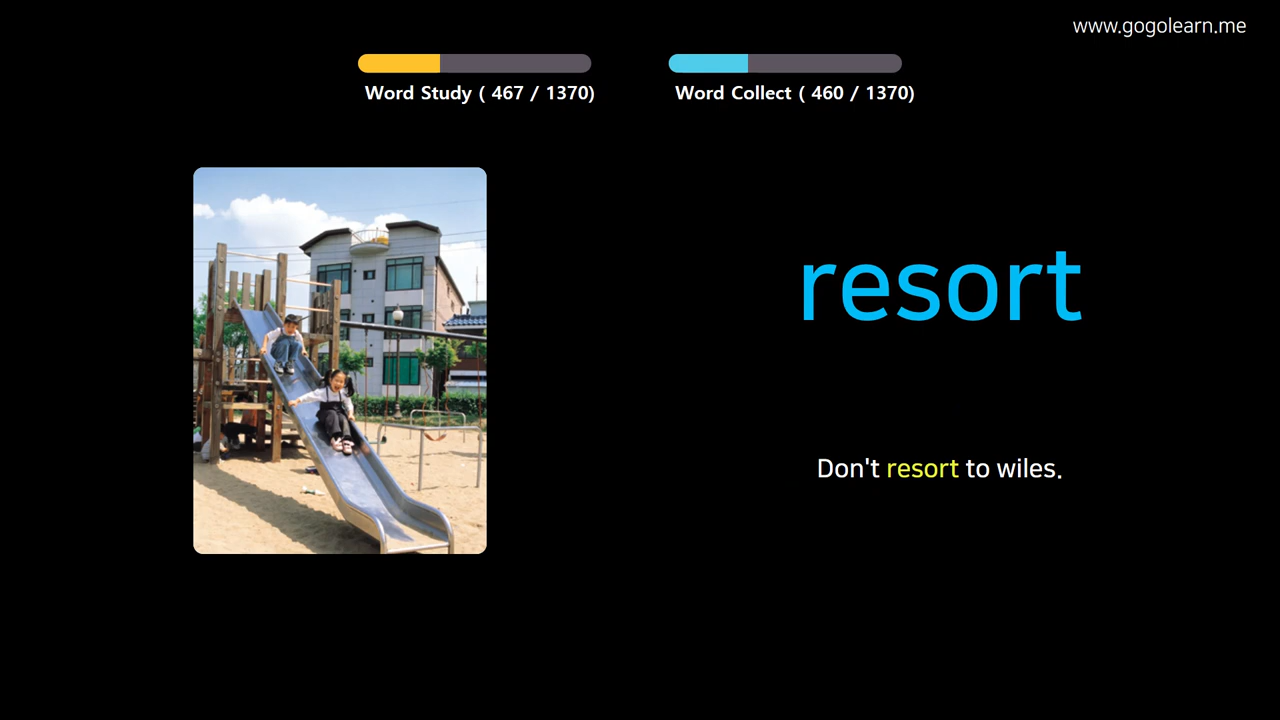 www.gogolearn.me
Word Study ( 467 / 1370)
Word Collect ( 460 / 1370)
resort
Don't resort to wiles.